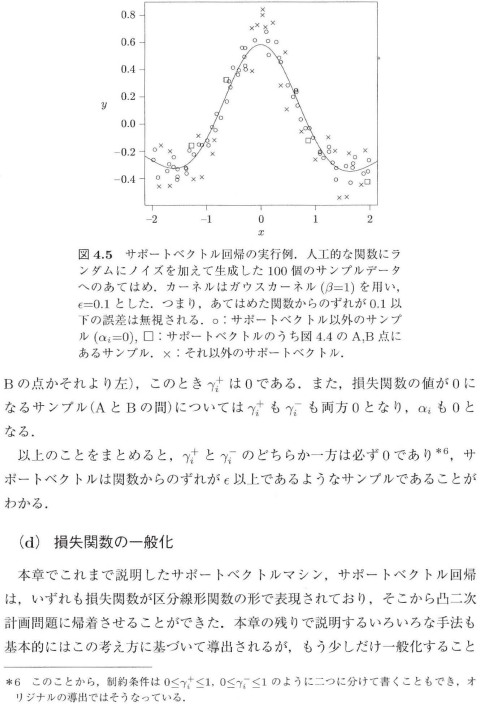 0.8
0.6
0.4
0.2
0.0
−0.2
−0.4
y
−2 −1 0 1 2
x
図 4.5 サポートベクトル回帰の実行例．人工的な関数にラ
ンダムにノイズを加えて生成した 100 個のサンプルデータ
へのあてはめ．カーネルはガウスカーネル (β=1) を用い，
ϵ=0.1 とした．つまり，あてはめた関数からのずれが 0.1 以
下の誤差は無視される．○：サポートベクトル以外のサンプ
ル (αᵢ=0), □：サポートベクトルのうち図 4.4 の A,B 点に
あるサンプル．×：それ以外のサポートベクトル．
B の点かそれより左），このとき γᵢ⁺ は 0 である．また，損失関数の値が 0 に
なるサンプル(A と B の間)については γᵢ⁺ も γᵢ⁻ も両方 0 となり，αᵢ も 0 と
なる．
以上のことをまとめると，γᵢ⁺ と γᵢ⁻ のどちらか一方は必ず 0 であり*6，サ
ポートベクトルは関数からのずれが ϵ 以上であるようなサンプルであることが
わかる．
(d) 損失関数の一般化
本章でこれまで説明したサポートベクトルマシン，サポートベクトル回帰
は，いずれも損失関数が区分線形関数の形で表現されており，そこから凸二次
計画問題に帰着させることができた．本章の残りで説明するいろいろな手法も
基本的にはこの考え方に基づいて導出されるが，もう少しだけ一般化すること
*6 このことから，制約条件は 0≤γᵢ⁺≤1, 0≤γᵢ⁻≤1 のように二つに分けて書くこともでき，オ
リジナルの導出ではそうなっている．